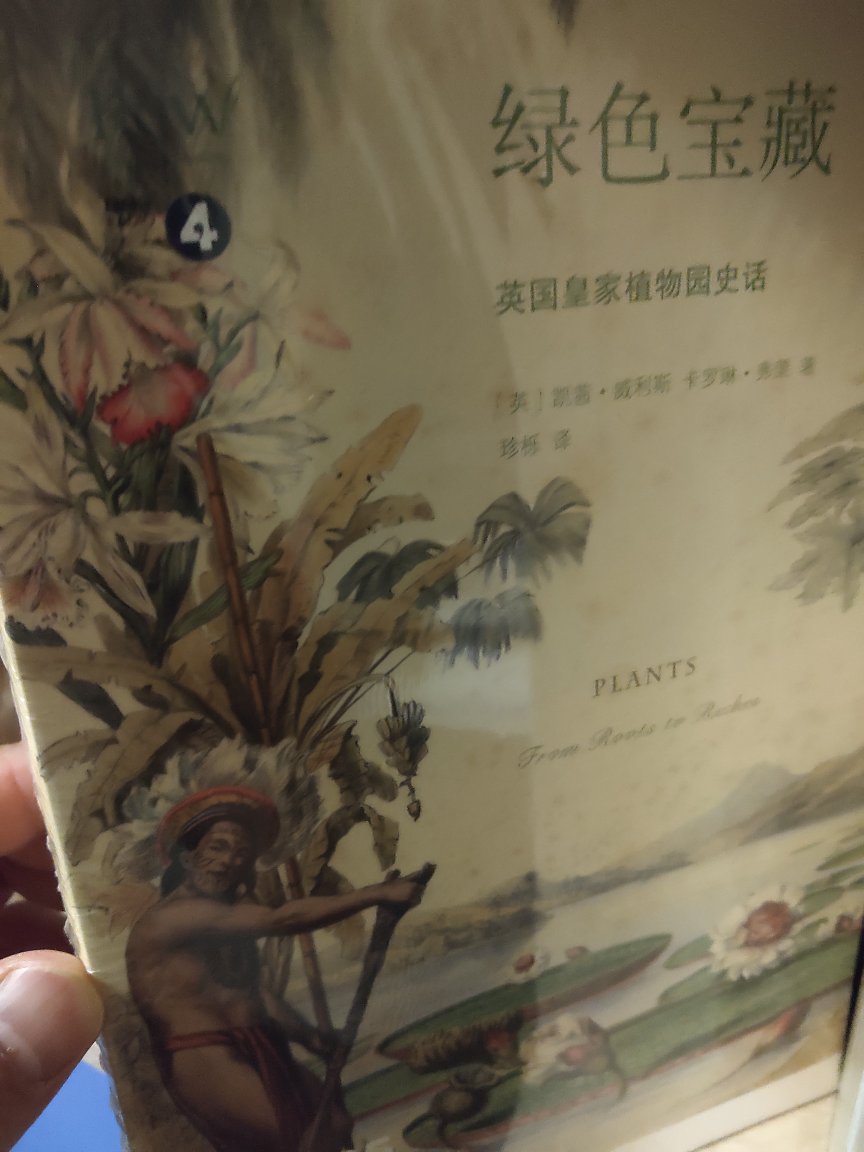 绿色宝藏
4
英国皇家植物园史话
[英] 凯茜·威利斯 卡罗琳·弗里 著
珍栎 译
PLANTS
From Roots to Riches